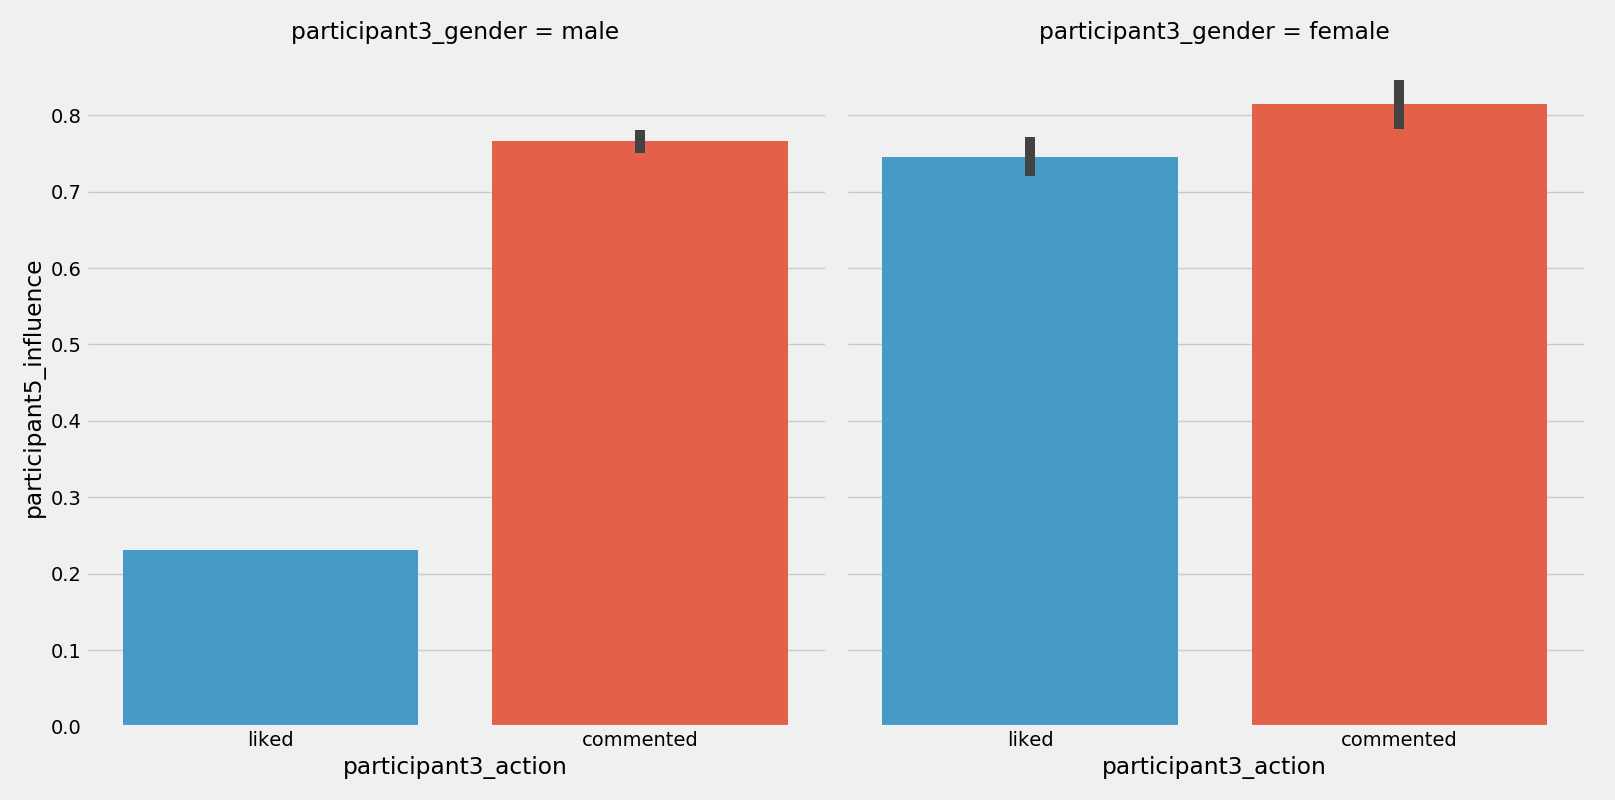 participant3_gender = male
participant3_gender = female
participant5_influence
0.8
0.7
0.6
0.5
0.4
0.3
0.2
0.1
0.0
liked
commented
liked
commented
participant3_action
participant3_action